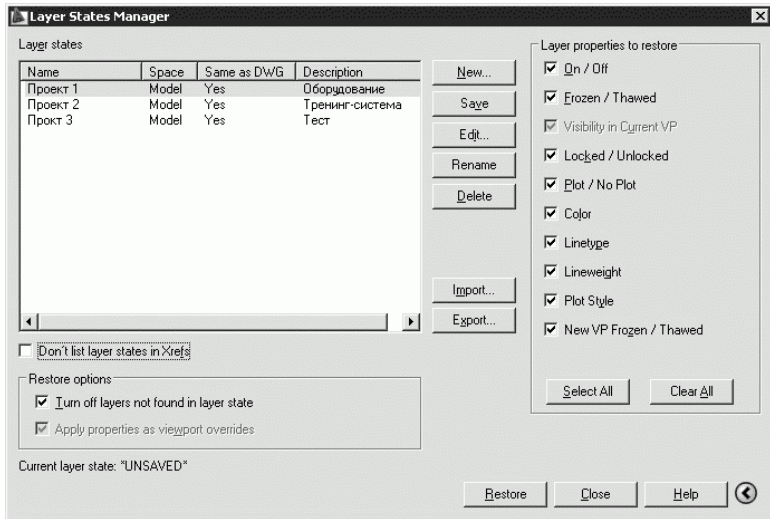 Layer States Manager
Layer states
Name Space Same as DWG Description
Проект 1 Model Yes Оборудование
Проект 2 Model Yes Тренинг-система
Прокт 3 Model Yes Тест
New...
Save
Edit...
Rename
Delete
Import...
Export...
Don't list layer states in Xrefs
Restore options
Turn off layers not found in layer state
Apply properties as viewport overrides
Current layer state: "UNSAVED"
Layer properties to restore
On / Off
Frozen / Thawed
Visibility in Current VP
Locked / Unlocked
Plot / No Plot
Color
Linetype
Lineweight
Plot Style
New VP Frozen / Thawed
Select All
Clear All
Restore
Close
Help